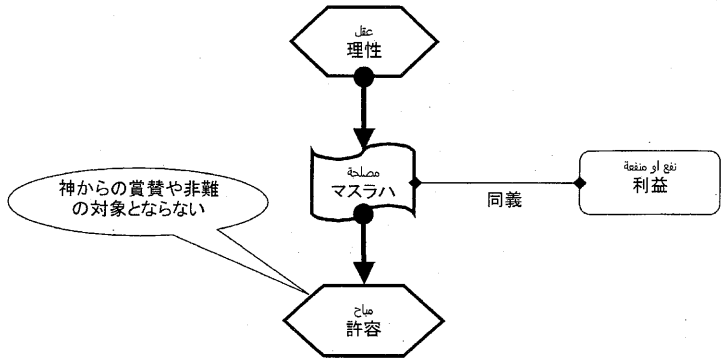 عقل
理性
مصلحة
マスラハ
نفع او منفعة
利益
同義
神からの賞賛や非難
の対象とならない
مباح
許容